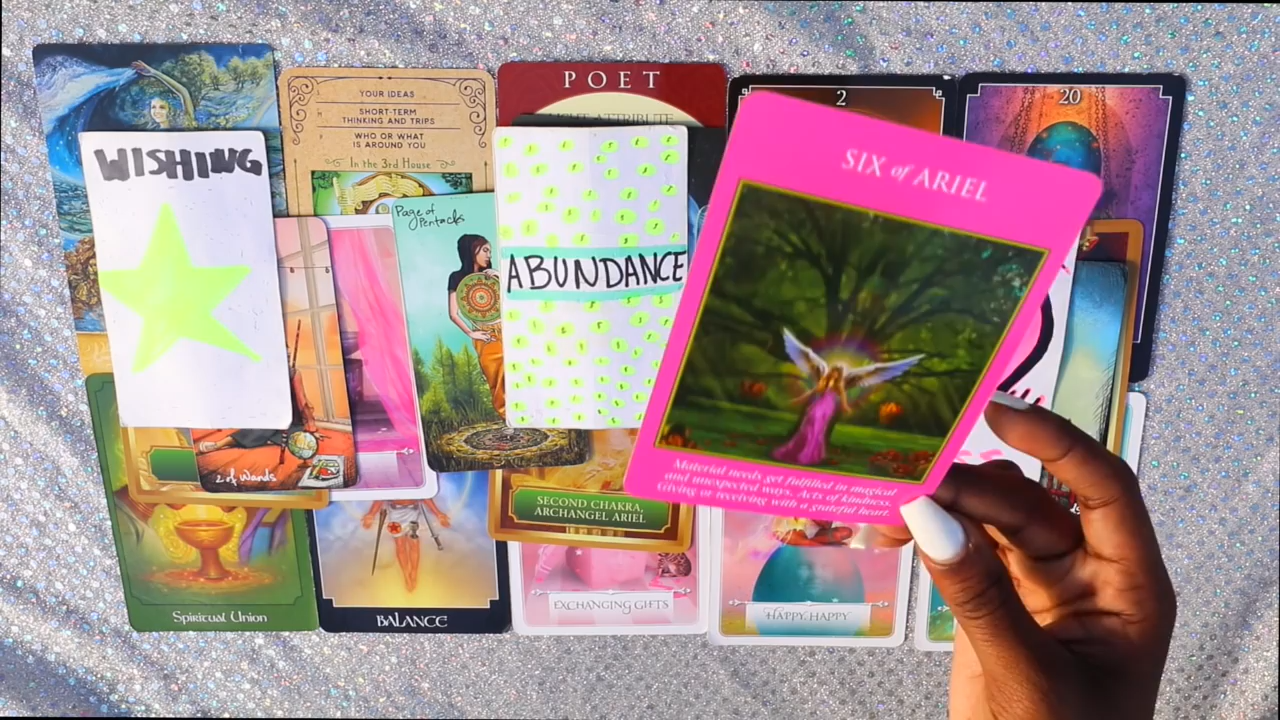 WISHING
YOUR IDEAS
SHORT-TERM
THINKING AND TRIPS
WHO OR WHAT
IS AROUND YOU
In the 3rd House
POET
LIGHT ATTRIBUTE
2
20
Page of
Pentacles
ABUNDANCE
SIX of ARIEL
Material needs get fulfilled in magical
and unexpected ways. Acts of kindness.
Giving or receiving with a grateful heart.
2 of Wands
SECOND CHAKRA,
ARCHANGEL ARIEL
Spiritual Union
BALANCE
EXCHANGING GIFTS
HAPPY, HAPPY